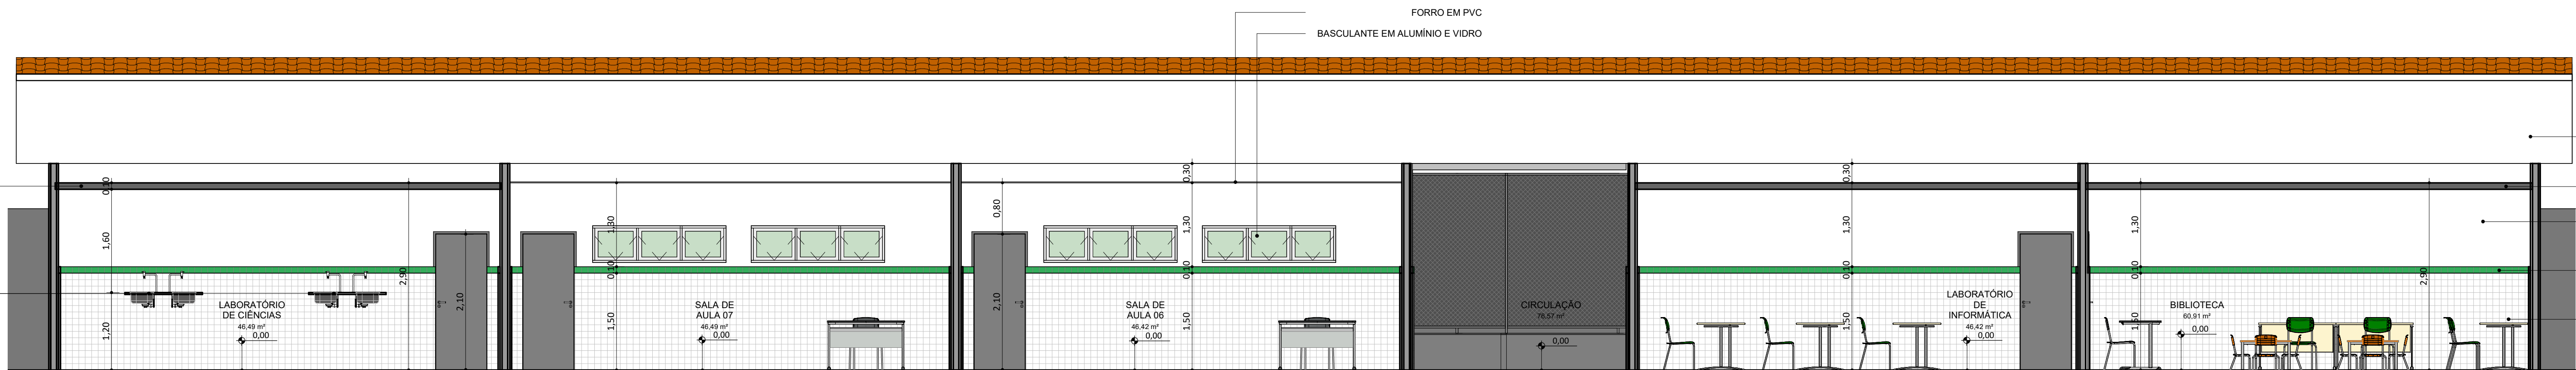 FORRO EM PVC
BASCULANTE EM ALUMÍNIO E VIDRO
0,10
1,60
1,20
2,90
2,10
LABORATÓRIO
DE CIÊNCIAS
46,49 m²
0,00
1,30
0,10
1,50
SALA DE
AULA 07
46,49 m²
0,00
0,80
2,10
SALA DE
AULA 06
46,42 m²
0,00
0,30
1,30
0,10
1,50
CIRCULAÇÃO
76,57 m²
0,00
0,30
1,30
0,10
1,50
LABORATÓRIO
DE
INFORMÁTICA
46,42 m²
0,00
1,30
0,10
1,50
BIBLIOTECA
60,91 m²
0,00
2,90